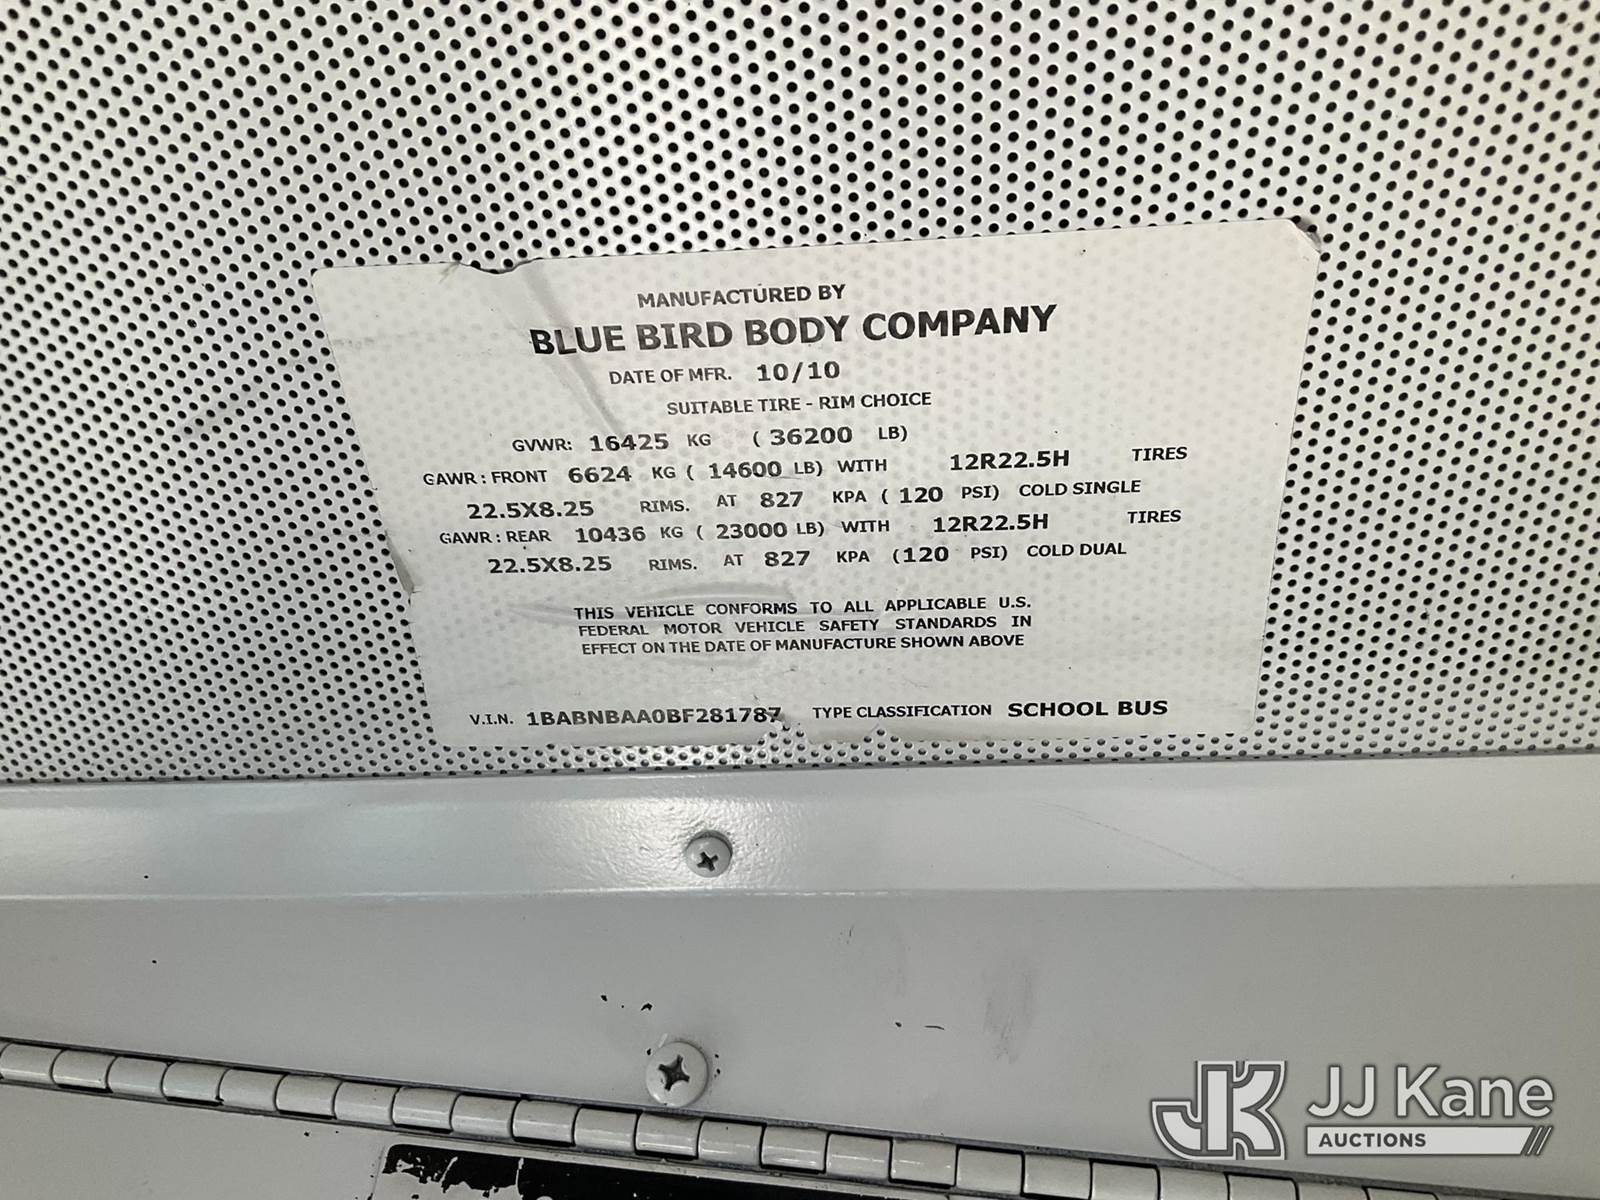 MANUFACTURED BY
BLUE BIRD BODY COMPANY
DATE OF MFR. 10/10
SUITABLE TIRE - RIM CHOICE
GVWR: 16425 KG ( 36200 LB)
GAWR : FRONT 6624 KG ( 14600 LB) WITH 12R22.5H TIRES
22.5X8.25 RIMS. AT 827 KPA ( 120 PSI) COLD SINGLE
GAWR : REAR 10436 KG ( 23000 LB) WITH 12R22.5H TIRES
22.5X8.25 RIMS. AT 827 KPA (120 PSI) COLD DUAL
THIS VEHICLE CONFORMS TO ALL APPLICABLE U.S.
FEDERAL MOTOR VEHICLE SAFETY STANDARDS IN
EFFECT ON THE DATE OF MANUFACTURE SHOWN ABOVE
V.I.N. 1BABNBAA0BF281787 TYPE CLASSIFICATION SCHOOL BUS
JK JJ Kane
AUCTIONS